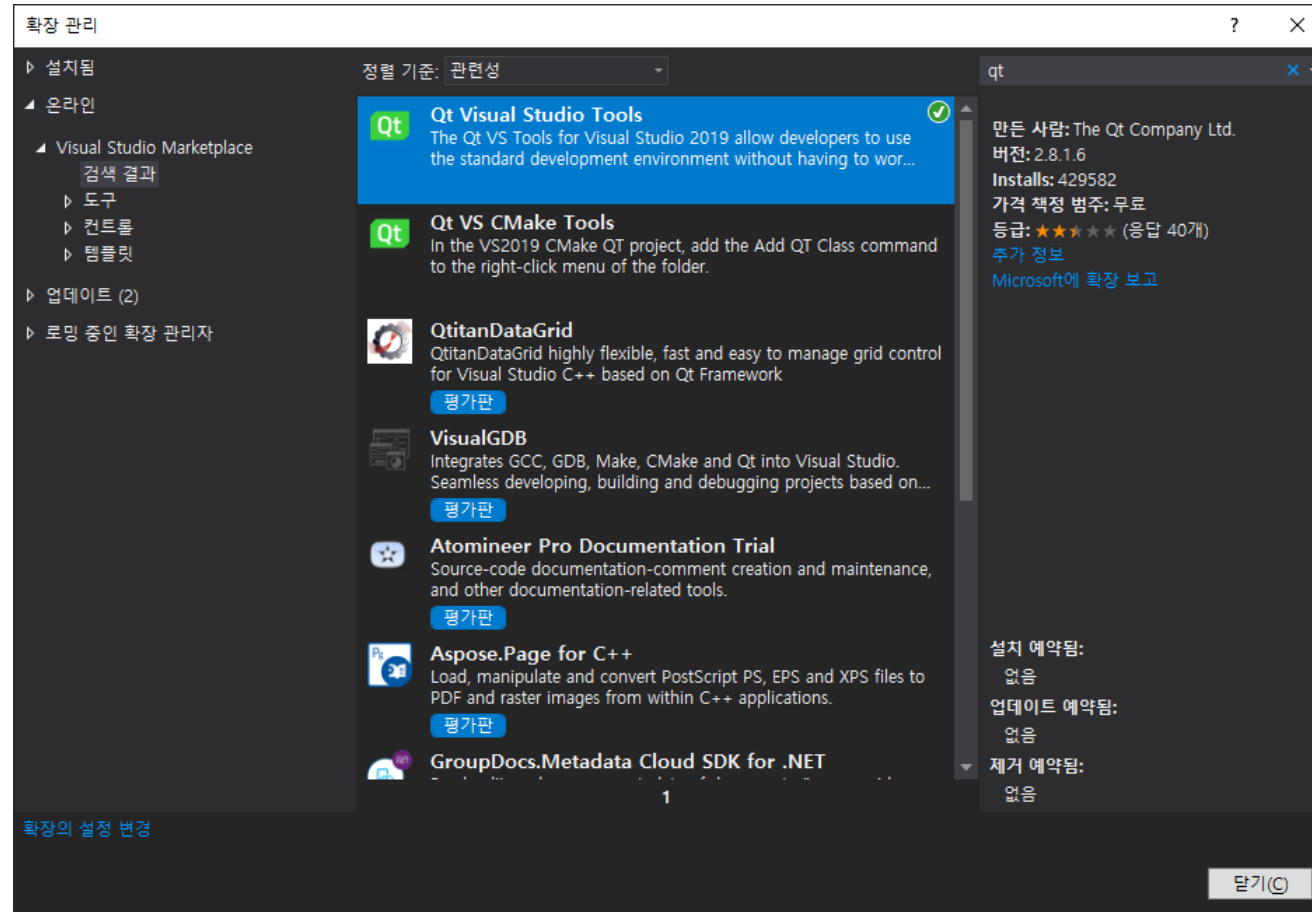 확장 관리
설치됨
온라인
Visual Studio Marketplace
검색 결과
도구
컨트롤
템플릿
업데이트 (2)
로밍 중인 확장 관리자
확장의 설정 변경
정렬 기준: 관련성
Qt Visual Studio Tools
The Qt VS Tools for Visual Studio 2019 allow developers to use
the standard development environment without having to wor...
Qt VS CMake Tools
In the VS2019 CMake QT project, add the Add QT Class command
to the right-click menu of the folder.
QtitanDataGrid
QtitanDataGrid highly flexible, fast and easy to manage grid control
for Visual Studio C++ based on Qt Framework
평가판
VisualGDB
Integrates GCC, GDB, Make, CMake and Qt into Visual Studio.
Seamless developing, building and debugging projects based on...
평가판
Atomineer Pro Documentation Trial
Source-code documentation-comment creation and maintenance,
and other documentation-related tools.
평가판
Aspose.Page for C++
Load, manipulate and convert PostScript PS, EPS and XPS files to
PDF and raster images from within C++ applications.
평가판
GroupDocs.Metadata Cloud SDK for .NET
1
qt
만든 사람: The Qt Company Ltd.
버전: 2.8.1.6
Installs: 429582
가격 책정 범주: 무료
등급: (응답 40개)
추가 정보
Microsoft에 확장 보고
설치 예약됨:
없음
업데이트 예약됨:
없음
제거 예약됨:
없음
닫기(C)